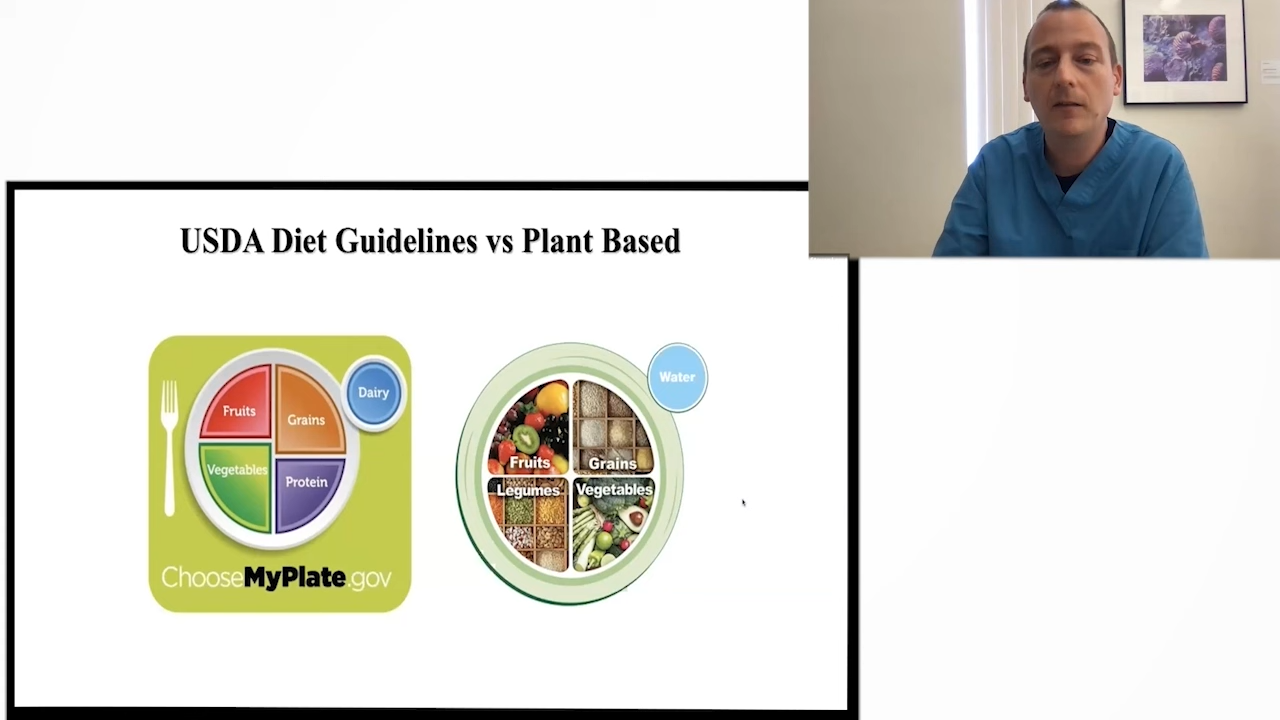 USDA Diet Guidelines vs Plant Based
Fruits
Grains
Dairy
Vegetables
Protein
ChooseMyPlate.gov
Water
Fruits
Grains
Legumes
Vegetables